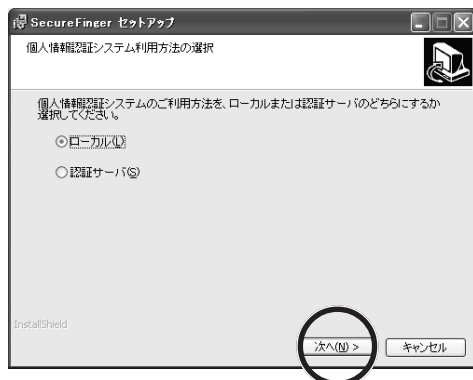 SecureFinger セットアップ
個人情報認証システム利用方法の選択
個人情報認証システムのご利用方法を、ローカルまたは認証サーバのどちらにするか
選択してください。
ローカル(L)
認証サーバ(S)
InstallShield
次へ(N) >
キャンセル